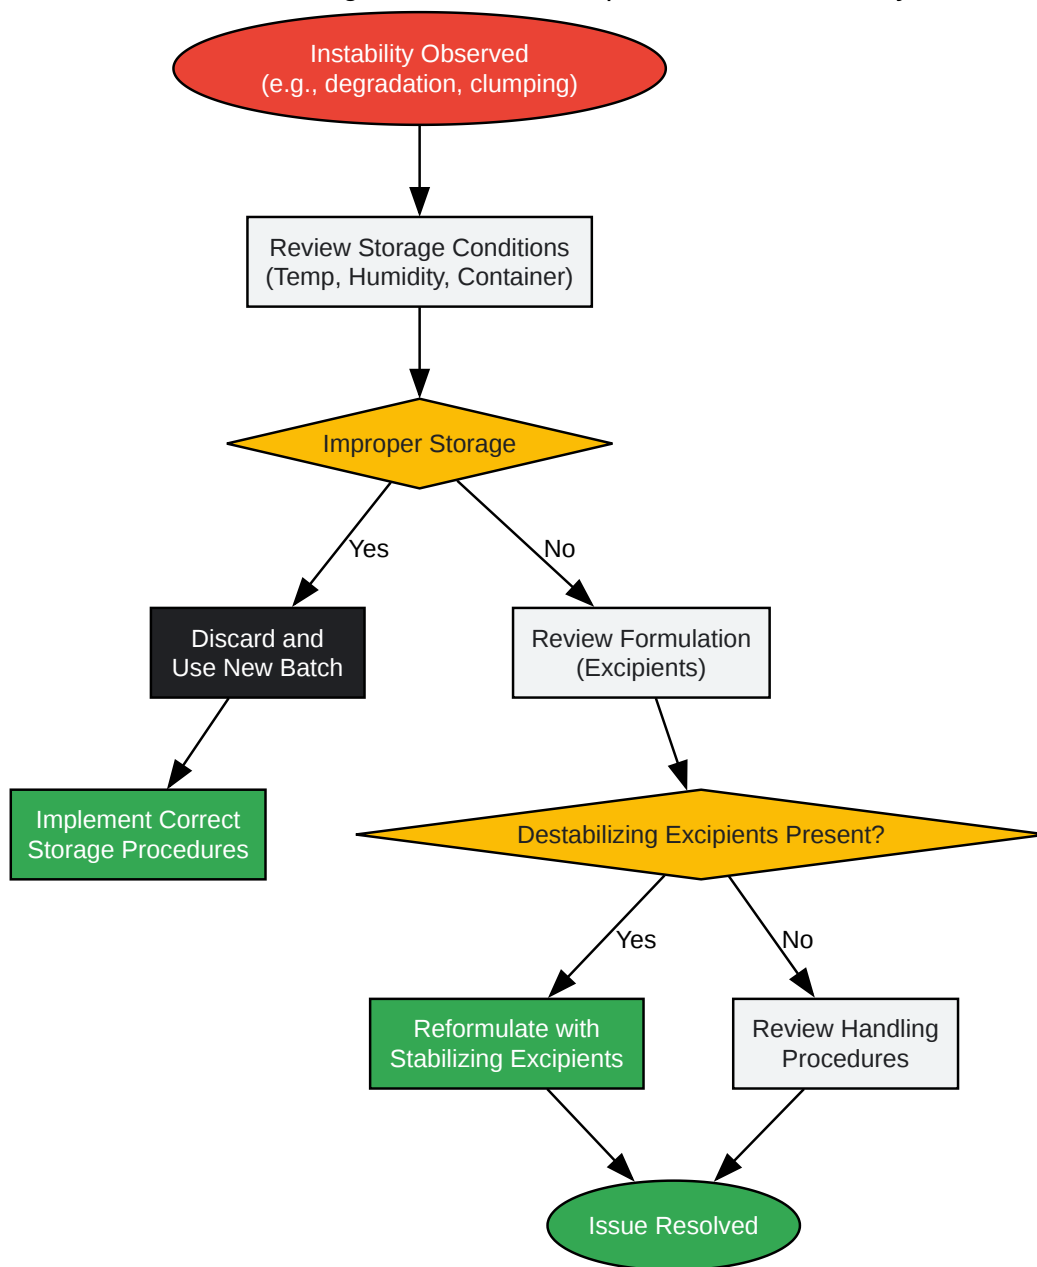 Instability Observed
(e.g., degradation, clumping)
Review Storage Conditions
(Temp, Humidity, Container)
Improper Storage
Yes
No
Discard and
Use New Batch
Review Formulation
(Excipients)
Implement Correct
Storage Procedures
Destabilizing Excipients Present?
Yes
No
Reformulate with
Stabilizing Excipients
Review Handling
Procedures
Issue Resolved